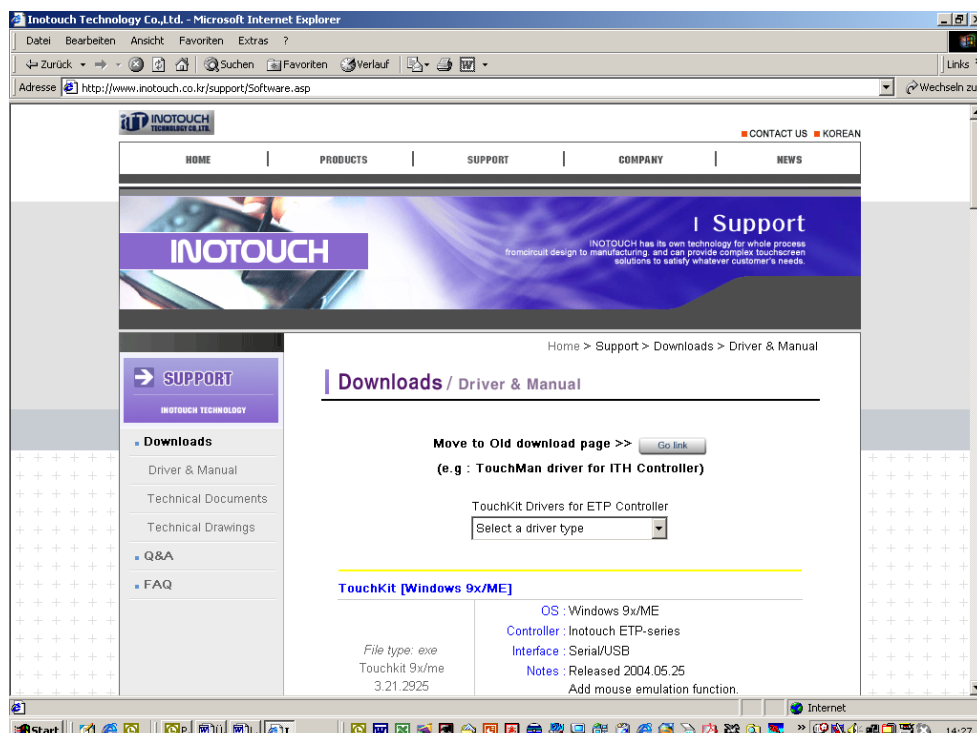 Inotouch Technology Co.,Ltd. - Microsoft Internet Explorer
Datei Bearbeiten Ansicht Favoriten Extras ?
Zurück Suchen Favoriten Verlauf Links
Adresse http://www.inotouch.co.kr/support/Software.asp Wechseln zu
INOTOUCH
TECHNOLOGY CO.,LTD.
CONTACT US KOREAN
HOME | PRODUCTS | SUPPORT | COMPANY | NEWS
INOTOUCH
| Support
INOTOUCH has its own technology for whole process
fromcircuit design to manufacturing. and can provide complex touchscreen
solutions to satisfy whatever customer's needs.
Home > Support > Downloads > Driver & Manual
SUPPORT
INOTOUCH TECHNOLOGY
Downloads
Driver & Manual
Technical Documents
Technical Drawings
Q&A
FAQ
Downloads / Driver & Manual
Move to Old download page >> Go link
(e.g : TouchMan driver for ITH Controller)
TouchKit Drivers for ETP Controller
Select a driver type
TouchKit [Windows 9x/ME]
File type: exe
Touchkit 9x/me
3.21.2925
OS : Windows 9x/ME
Controller : Inotouch ETP-series
Interface : Serial/USB
Notes : Released 2004.05.25
Add mouse emulation function.
Internet
Start
14:27